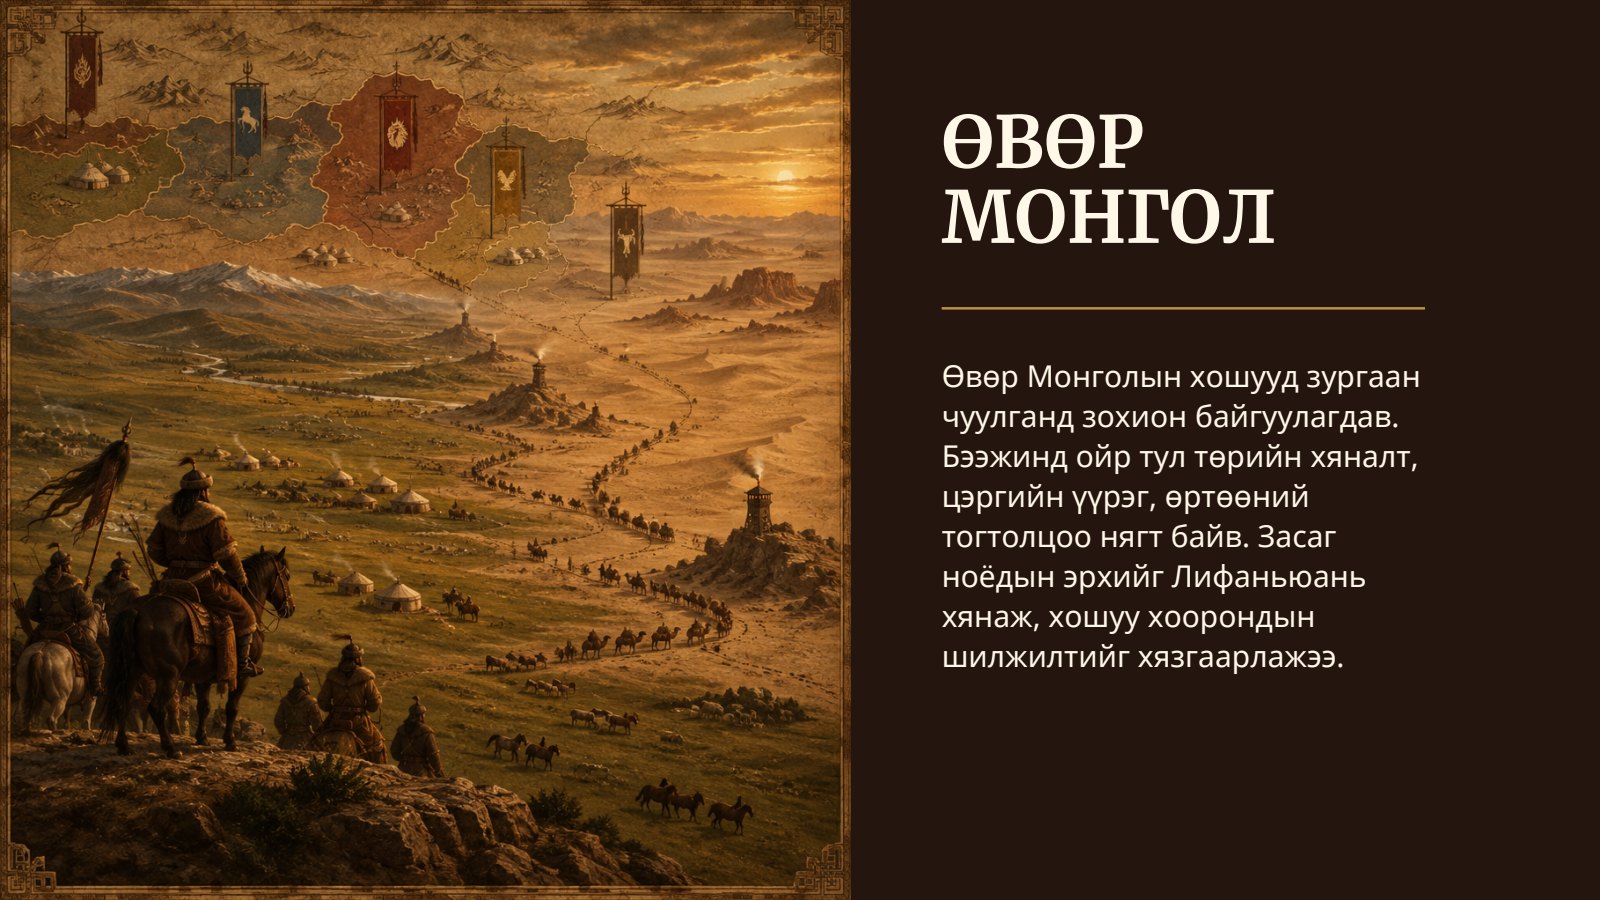 ӨВӨР
МОНГОЛ
Өвөр Монголын хошууд зургаан
чуулганд зохион байгуулагдав.
Бээжинд ойр тул төрийн хяналт,
цэргийн үүрэг, өртөөний
тогтолцоо нягт байв. Засаг
ноёдын эрхийг Лифаньюань
хянаж, хошуу хоорондын
шилжилтийг хязгаарлажээ.